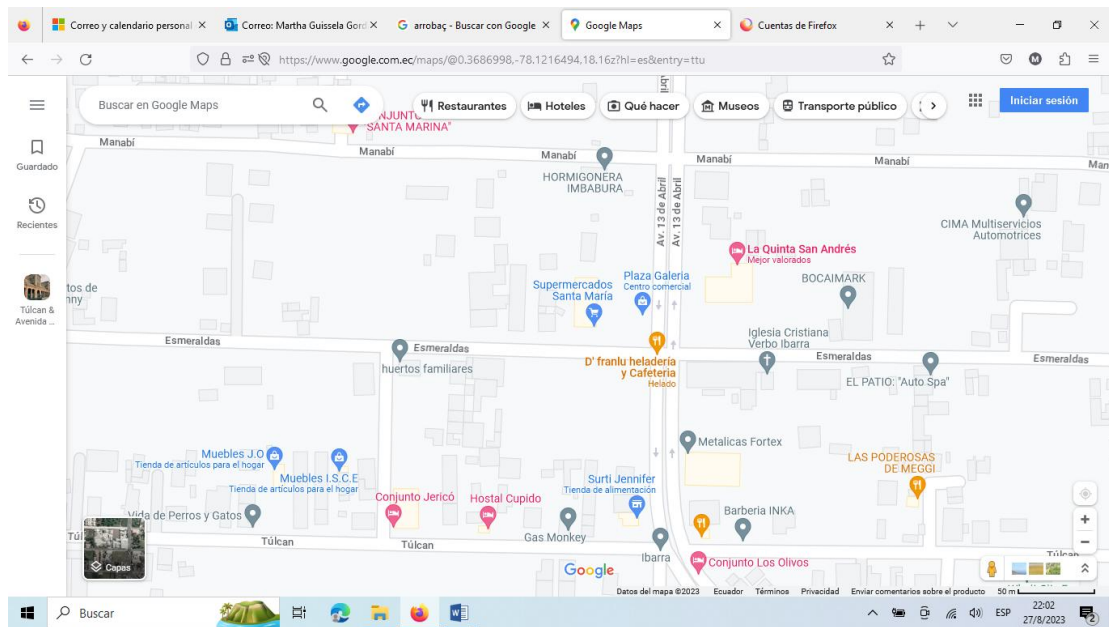 Correo y calendario personal
Correo: Martha Guissela Gord
arrobaç - Buscar con Google
Google Maps
Cuentas de Firefox
https://www.google.com.ec/maps/@0.3686998,-78.1216494,18.16z?hl=es&entry=ttu
Buscar en Google Maps
Restaurantes
Hoteles
Qué hacer
Museos
Transporte público
Iniciar sesión
Guardado
Recientes
Túlcan &
Avenida ...
SANTA MARINA"
Manabí
Manabí
Manabí
Manabí
Manabí
HORMIGONERA
IMBABURA
Av. 13 de Abril
Av. 13 de Abril
CIMA Multiservicios
Automotrices
La Quinta San Andrés
Mejor valorados
Plaza Galeria
Centro comercial
Supermercados
Santa María
BOCAIMARK
Iglesia Cristiana
Verbo Ibarra
Esmeraldas
Esmeraldas
Esmeraldas
Esmeraldas
huertos familiares
D' franlu heladería
y Cafeteria
Helado
EL PATIO: "Auto Spa"
Metalicas Fortex
LAS PODEROSAS
DE MEGGI
Muebles J.O
Tienda de artículos para el hogar
Muebles I.S.C.E
Tienda de artículos para el hogar
Surti Jennifer
Tienda de alimentación
Conjunto Jericó
Hostal Cupido
Vida de Perros y Gatos
Gas Monkey
Barberia INKA
Túlcan
Túlcan
Túlcan
Ibarra
Conjunto Los Olivos
Capas
Google
Datos del mapa ©2023
Ecuador
Términos
Privacidad
Enviar comentarios sobre el producto
50 m
Buscar
ESP
22:02
27/8/2023
2